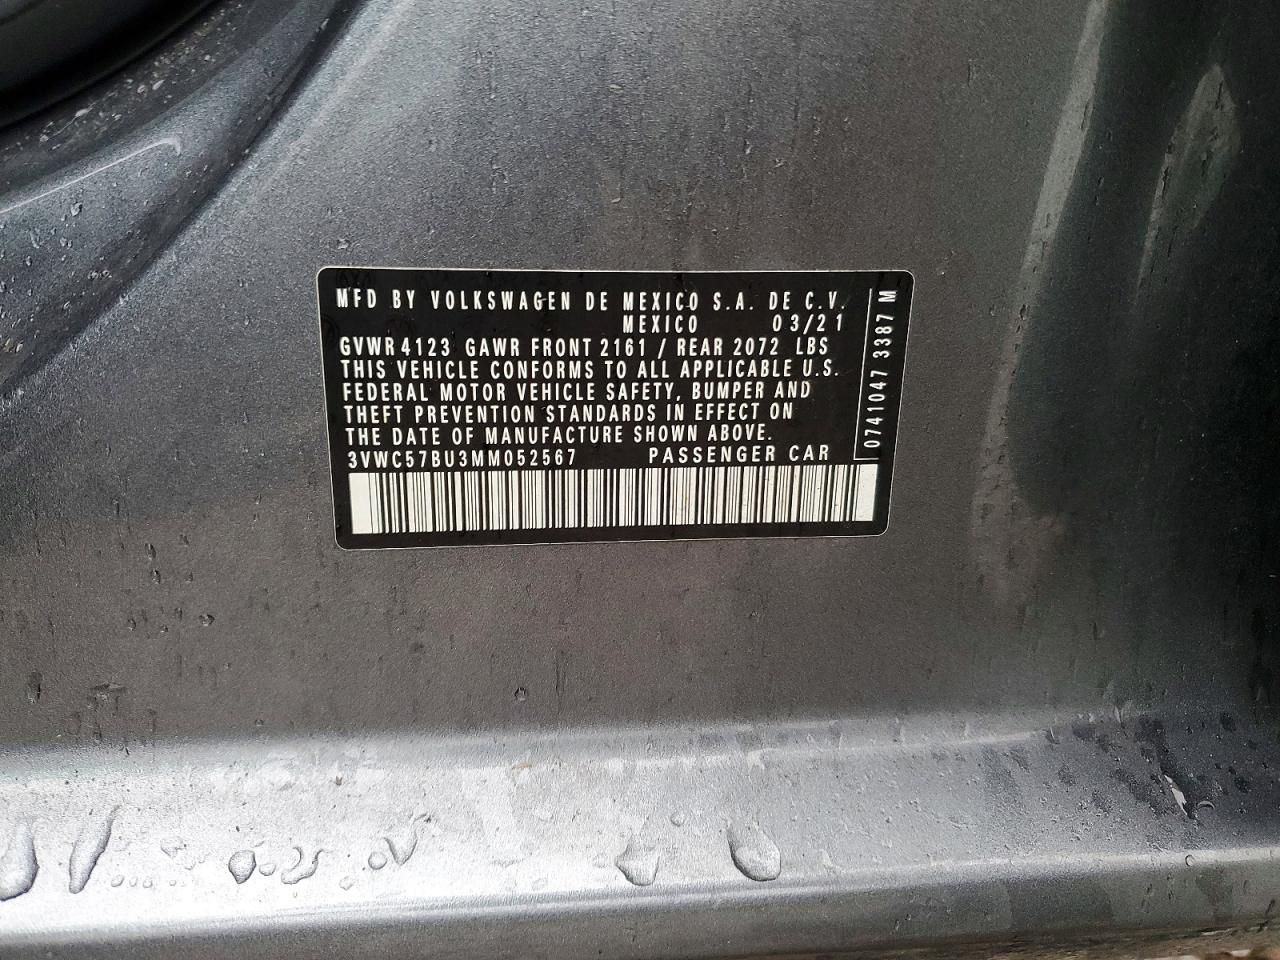 MFD BY VOLKSWAGEN DE MEXICO S.A. DE C.V.
MEXICO 03/21
GVWR 4123 GAWR FRONT 2161 / REAR 2072 LBS
THIS VEHICLE CONFORMS TO ALL APPLICABLE U.S.
FEDERAL MOTOR VEHICLE SAFETY, BUMPER AND
THEFT PREVENTION STANDARDS IN EFFECT ON
THE DATE OF MANUFACTURE SHOWN ABOVE.
3VWC57BU3MM052567 PASSENGER CAR
0741047 3387 M